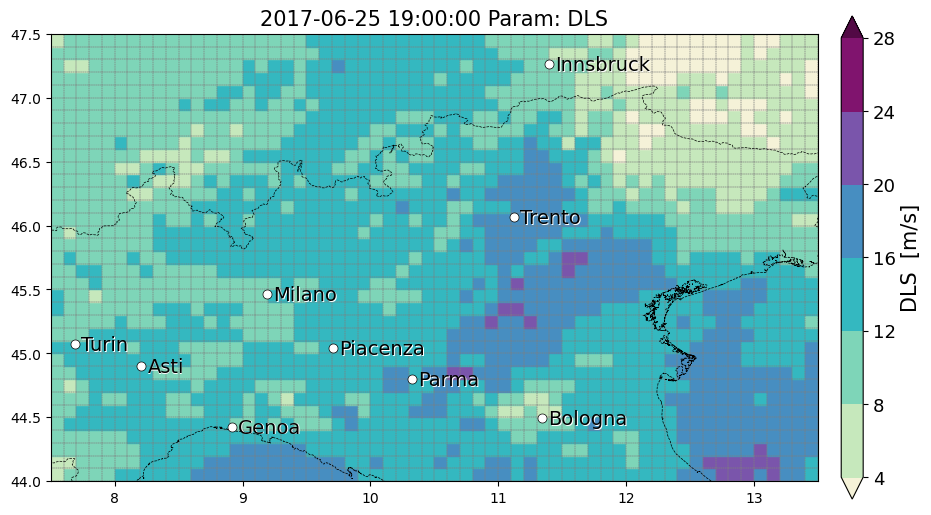 2017-06-25 19:00:00 Param: DLS
47.5
47.0
46.5
46.0
45.5
45.0
44.5
44.0
8
9
10
11
12
13
Innsbruck
Trento
Milano
Turin
Asti
Piacenza
Parma
Genoa
Bologna
28
24
20
16
12
8
4
DLS [m/s]